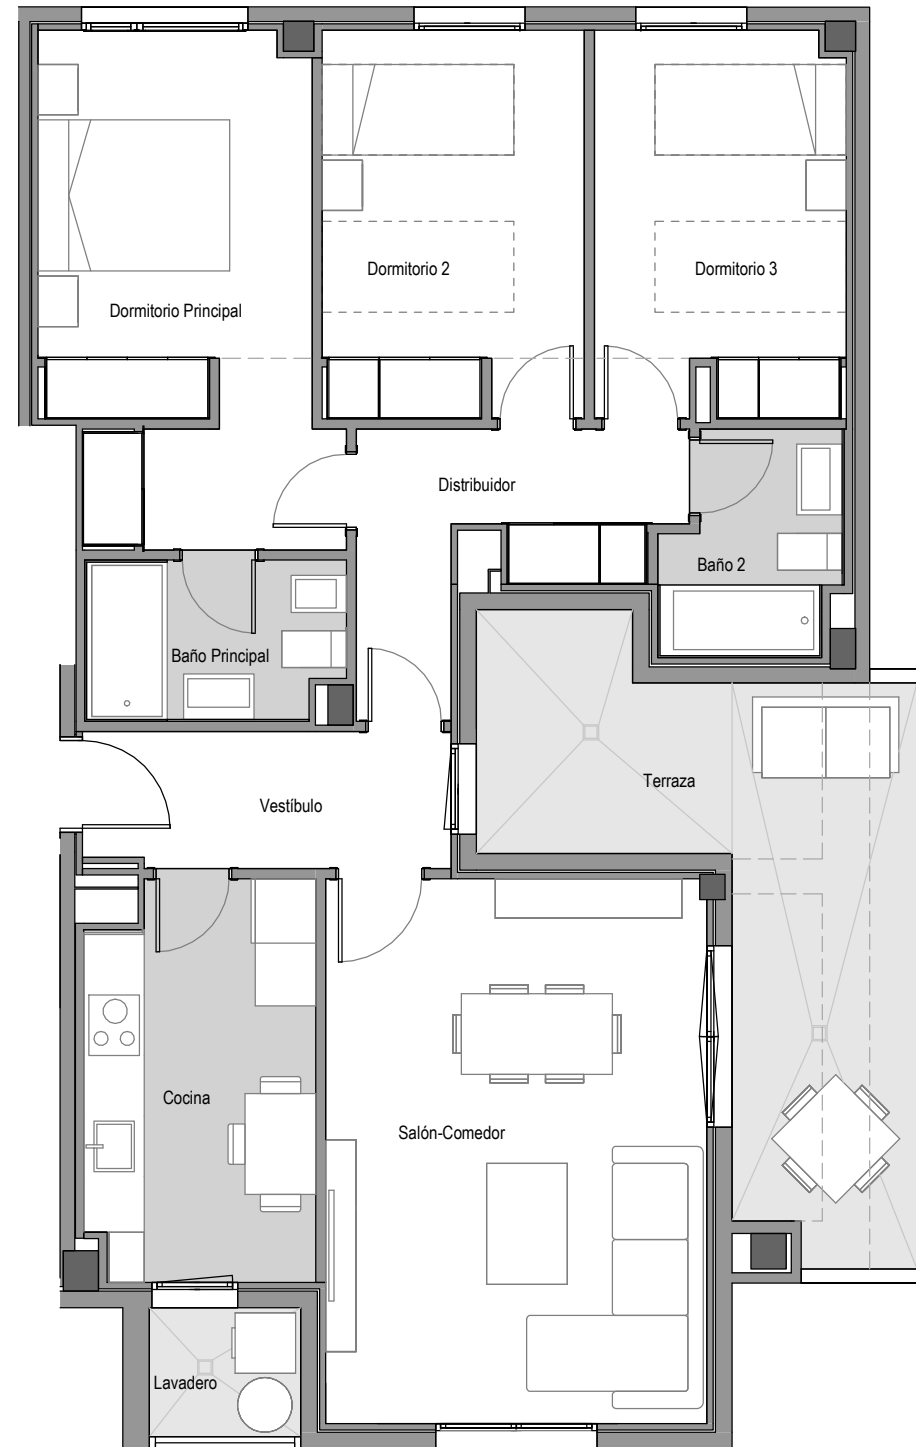 Dormitorio 2
Dormitorio 3
Dormitorio Principal
Distribuidor
Baño 2
Baño Principal
Terraza
Vestíbulo
Cocina
Salón-Comedor
Lavadero